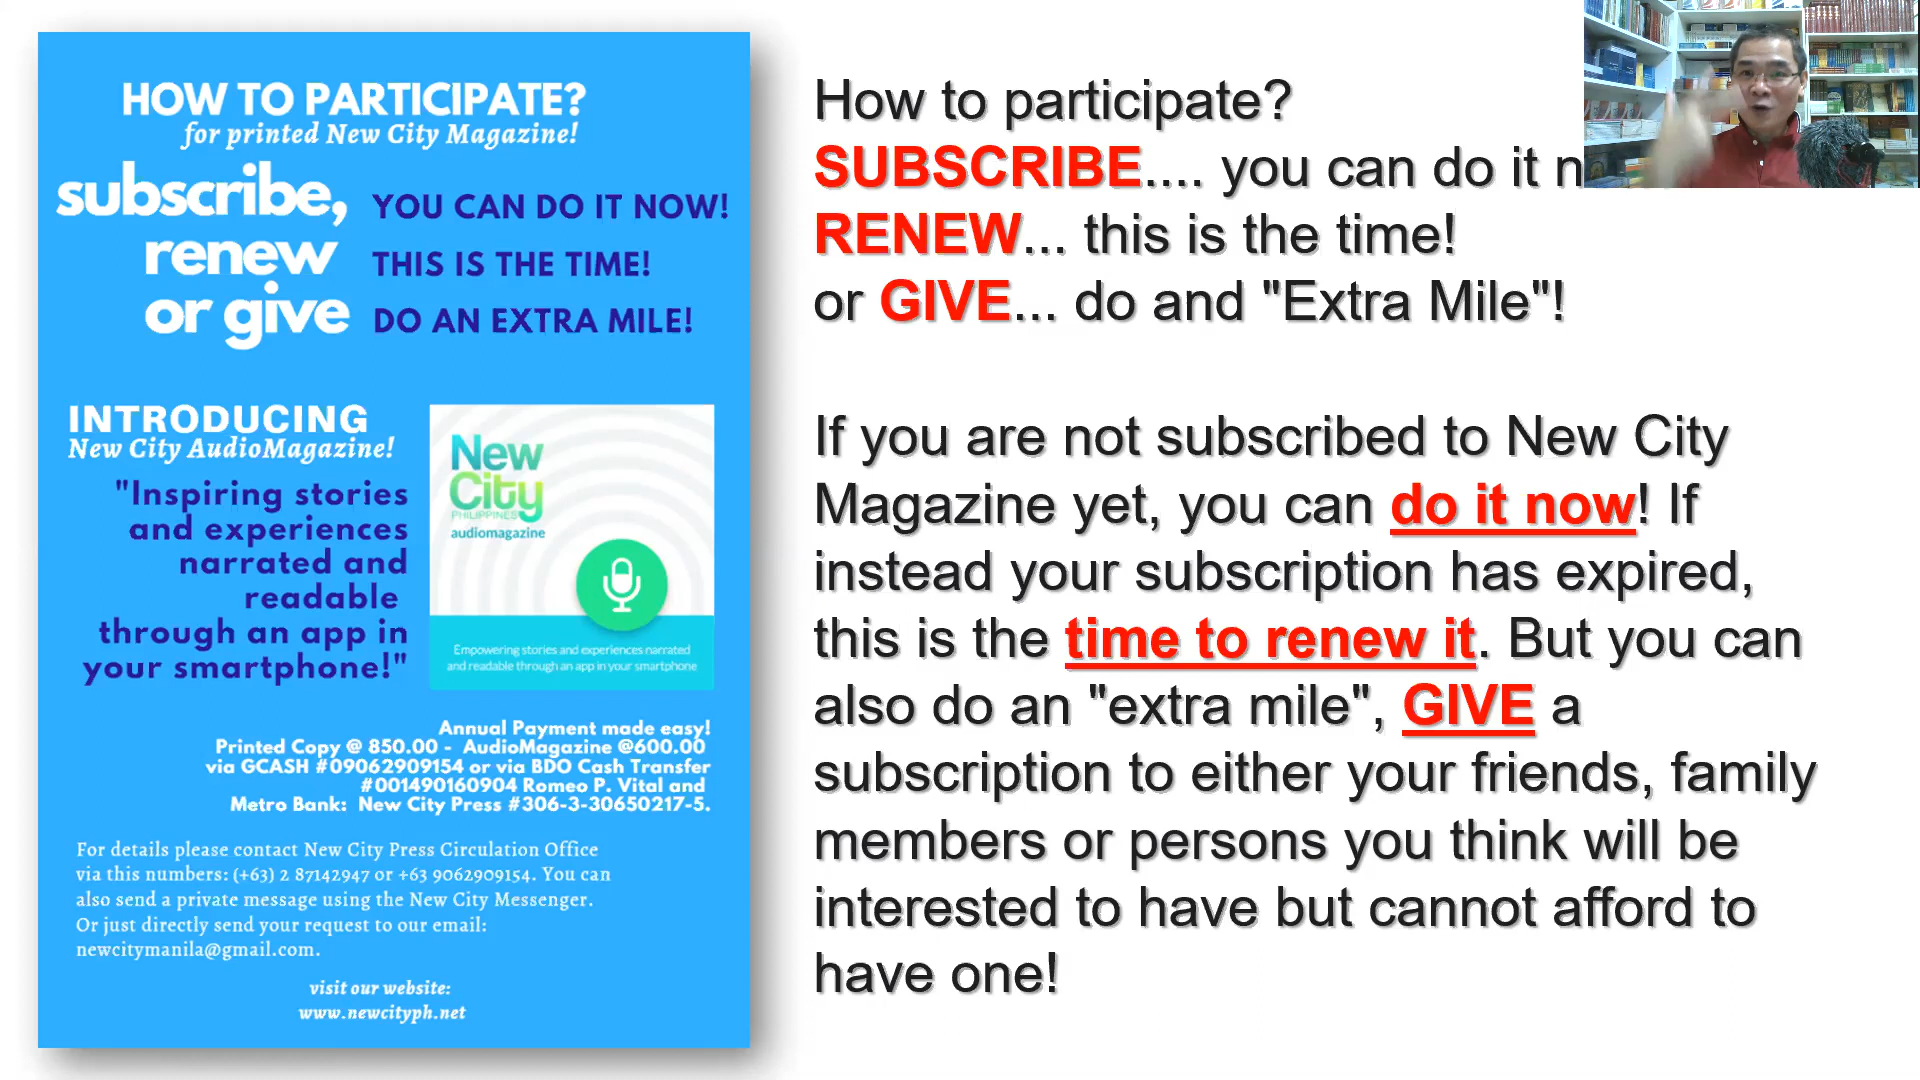 HOW TO PARTICIPATE?
for printed New City Magazine!
subscribe,
renew
or give
YOU CAN DO IT NOW!
THIS IS THE TIME!
DO AN EXTRA MILE!
INTRODUCING
New City AudioMagazine!
"Inspiring stories
and experiences
narrated and
readable
through an app in
your smartphone!"
New
City
PHILIPPINES
audiomagazine
Empowering stories and experiences narrated
and readable through an app in your smartphone
Annual Payment made easy!
Printed Copy @ 850.00 - AudioMagazine @600.00
via GCASH #09062909154 or via BDO Cash Transfer
#001490160904 Romeo P. Vital and
Metro Bank: New City Press #306-3-30650217-5.
For details please contact New City Press Circulation Office
via this numbers: (+63) 2 87142947 or +63 9062909154. You can
also send a private message using the New City Messenger.
Or just directly send your request to our email:
newcitymanila@gmail.com.
visit our website:
www.newcityph.net
How to participate?
SUBSCRIBE.... you can do it n
RENEW... this is the time!
or GIVE... do and "Extra Mile"!
If you are not subscribed to New City
Magazine yet, you can do it now! If
instead your subscription has expired,
this is the time to renew it. But you can
also do an "extra mile", GIVE a
subscription to either your friends, family
members or persons you think will be
interested to have but cannot afford to
have one!